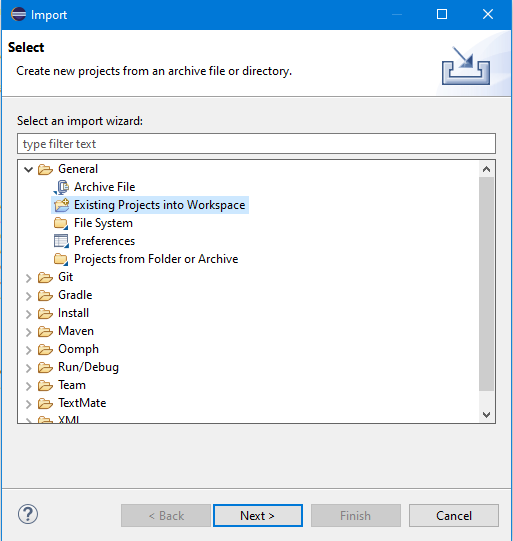 Import
Select
Create new projects from an archive file or directory.
Select an import wizard:
type filter text
General
Archive File
Existing Projects into Workspace
File System
Preferences
Projects from Folder or Archive
Git
Gradle
Install
Maven
Oomph
Run/Debug
Team
TextMate
XML
?
< Back Next > Finish Cancel